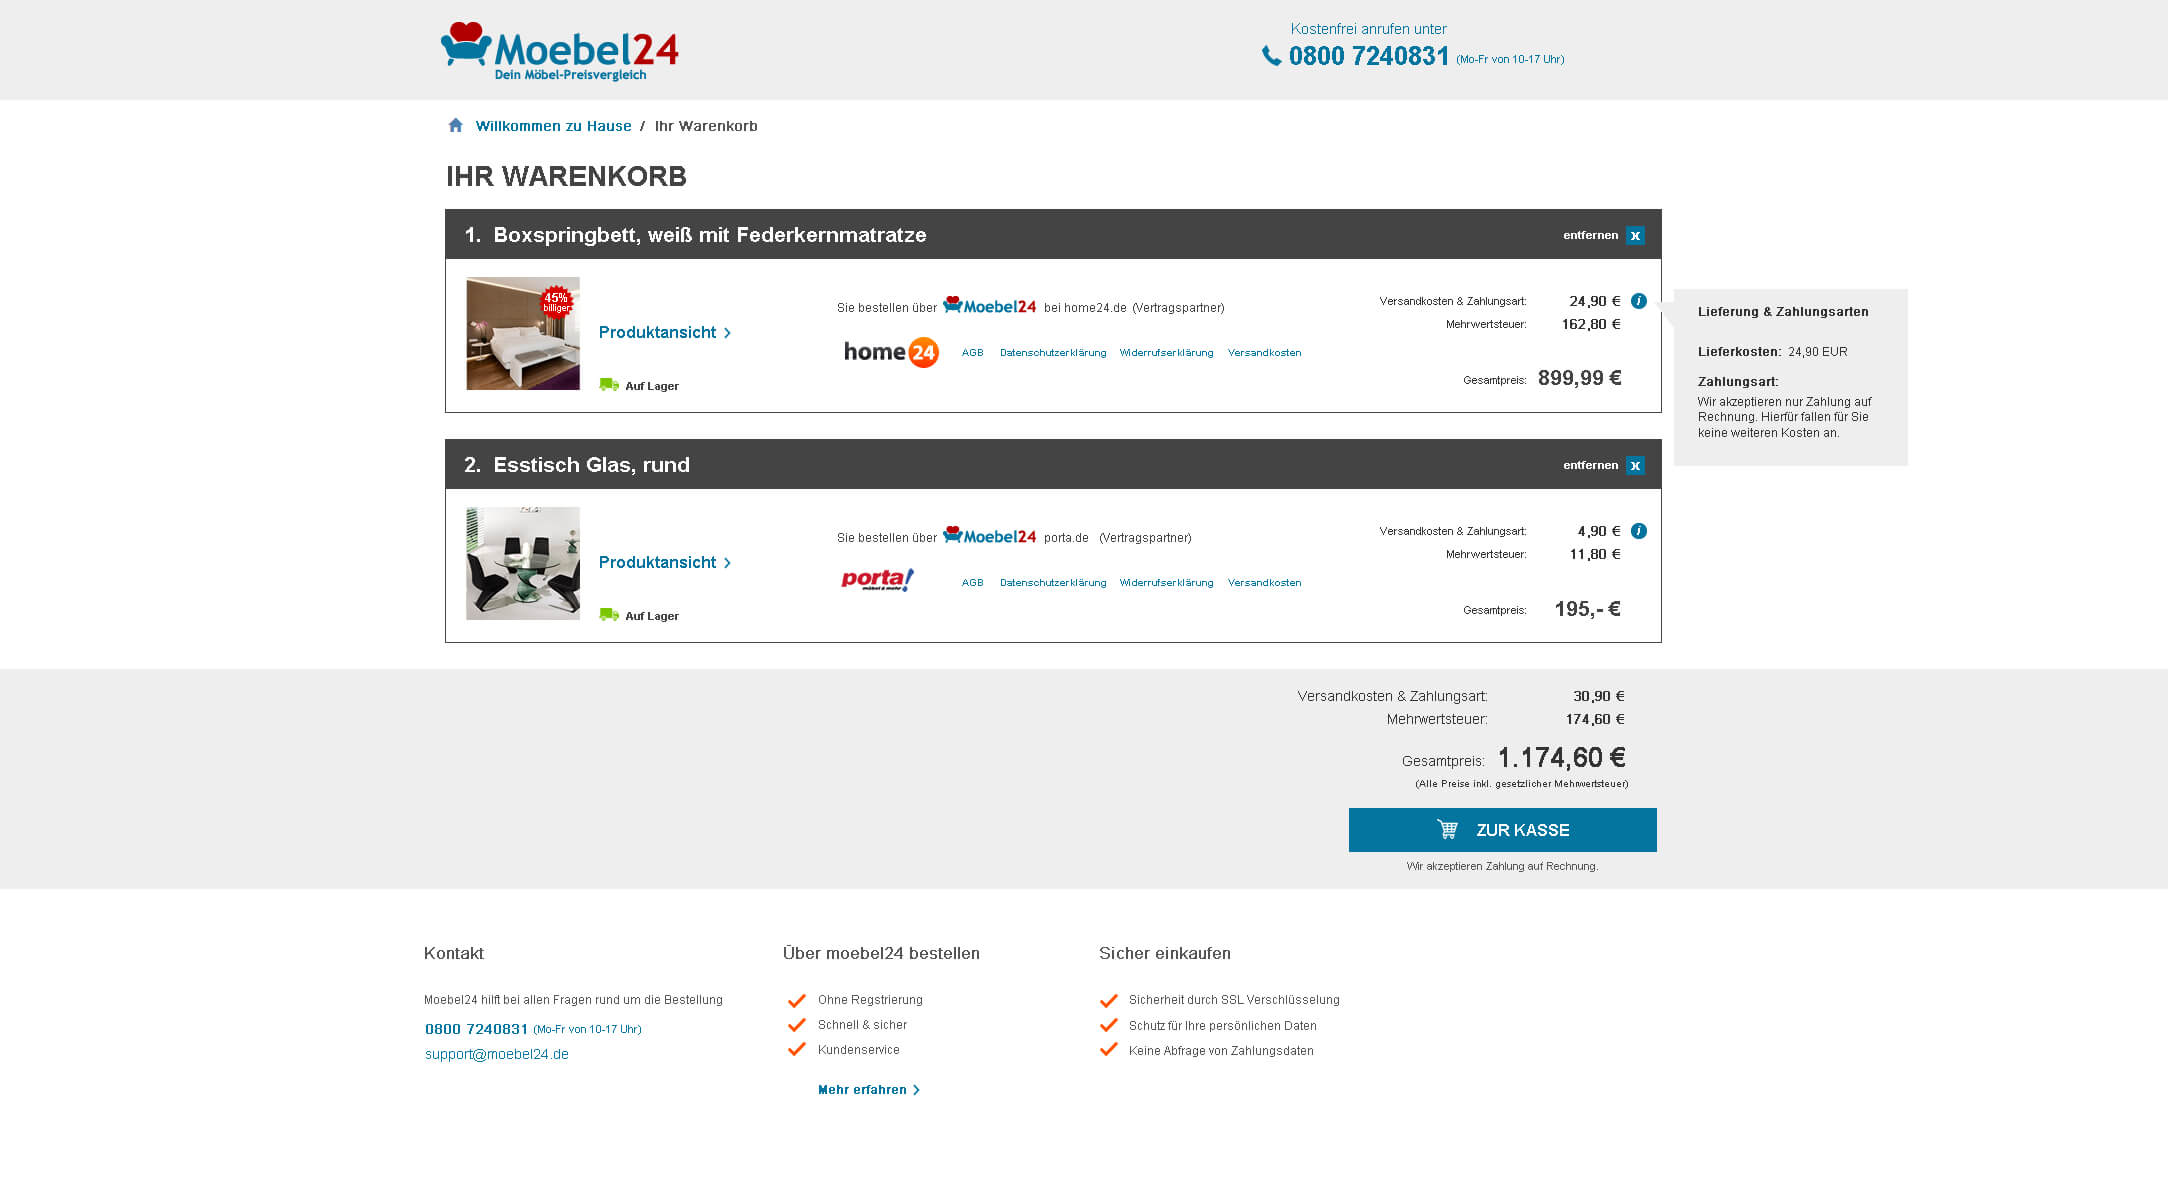 Moebel24
Dein Möbel-Preisvergleich
Kostenfrei anrufen unter
0800 7240831 (Mo-Fr von 10-17 Uhr)
Willkommen zu Hause / Ihr Warenkorb
IHR WARENKORB
1. Boxspringbett, weiß mit Federkernmatratze
entfernen x
45%
billiger
Produktansicht
Auf Lager
Sie bestellen über Moebel24 bei home24.de (Vertragspartner)
home24 AGB Datenschutzerklärung Widerrufserklärung Versandkosten
Versandkosten & Zahlungsart: 24,90 € i
Mehrwertsteuer: 162,80 €
Gesamtpreis: 899,99 €
Lieferung & Zahlungsarten
Lieferkosten: 24,90 EUR
Zahlungsart:
Wir akzeptieren nur Zahlung auf
Rechnung. Hierfür fallen für Sie
keine weiteren Kosten an.
2. Esstisch Glas, rund
entfernen x
Produktansicht
Auf Lager
Sie bestellen über Moebel24 porta.de (Vertragspartner)
porta! möbel & mehr! AGB Datenschutzerklärung Widerrufserklärung Versandkosten
Versandkosten & Zahlungsart: 4,90 € i
Mehrwertsteuer: 11,80 €
Gesamtpreis: 195,- €
Versandkosten & Zahlungsart: 30,90 €
Mehrwertsteuer: 174,60 €
Gesamtpreis: 1.174,60 €
(Alle Preise inkl. gesetzlicher Mehrwertsteuer)
ZUR KASSE
Wir akzeptieren Zahlung auf Rechnung.
Kontakt
Moebel24 hilft bei allen Fragen rund um die Bestellung
0800 7240831 (Mo-Fr von 10-17 Uhr)
support@moebel24.de
Über moebel24 bestellen
Ohne Regstrierung
Schnell & sicher
Kundenservice
Mehr erfahren
Sicher einkaufen
Sicherheit durch SSL Verschlüsselung
Schutz für Ihre persönlichen Daten
Keine Abfrage von Zahlungsdaten